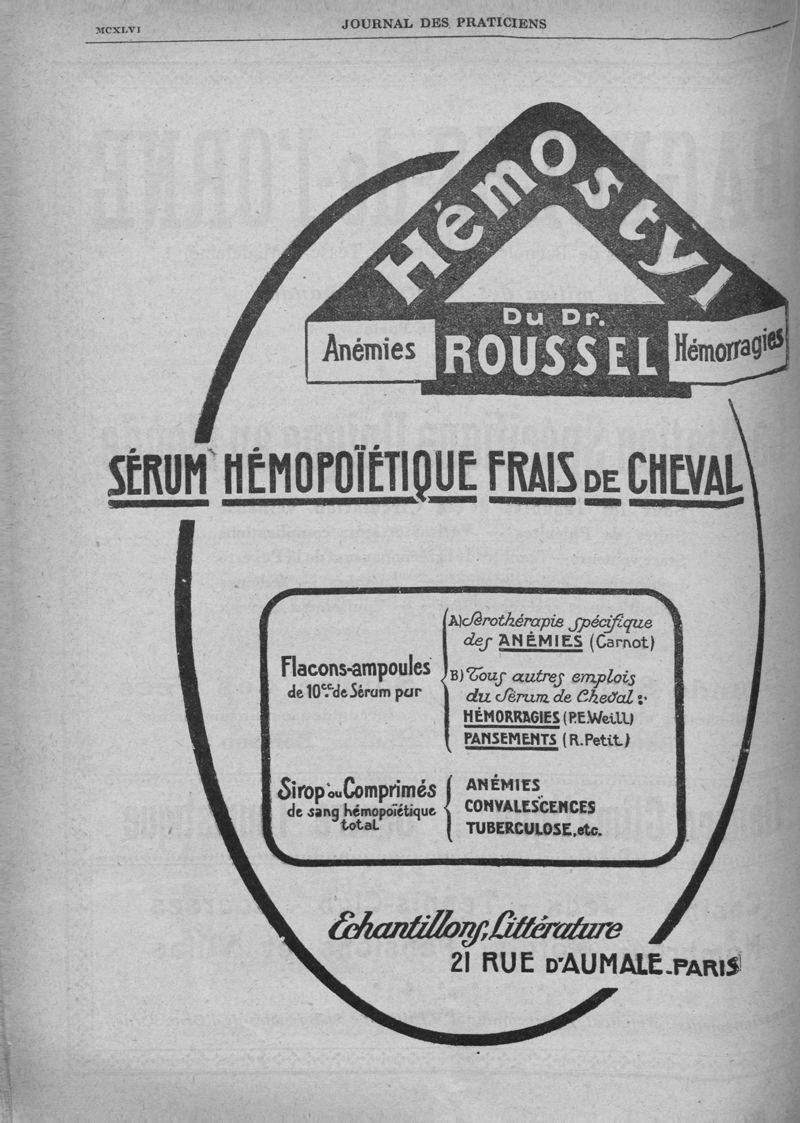 MCXLVI
JOURNAL DES PRATICIENS
Hémostyl
Du Dr.
Anémies
ROUSSEL
Hémorragies
SÉRUM HÉMOPOÏÉTIQUE FRAIS DE CHEVAL
Flacons-ampoules
de 10cc. de Sérum pur
A) Sérothérapie spécifique
des ANÉMIES (Carnot)
B) Tous autres emplois
du Sérum de Cheval :
HÉMORRAGIES (P.E.Weill)
PANSEMENTS (R.Petit)
Sirop ou Comprimés
de sang hémopoïétique
total
ANÉMIES
CONVALESCENCES
TUBERCULOSE, etc.
Echantillons, Littérature
21 RUE D'AUMALE-PARIS